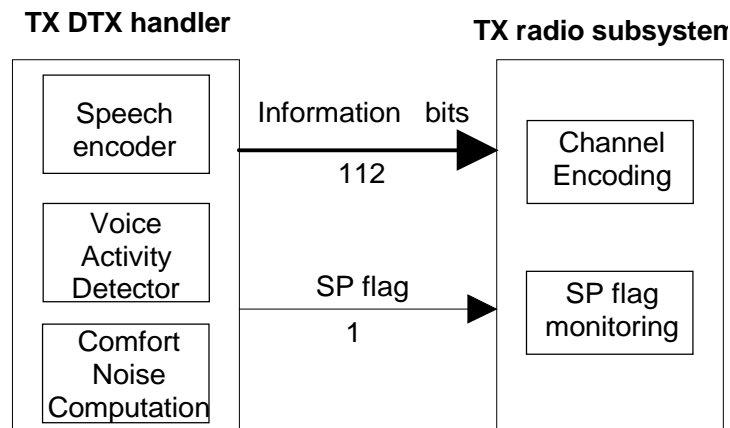 TX DTX handler
TX radio subsystem
Speech
encoder
Information bits
112
Channel
Encoding
Voice
Activity
Detector
SP flag
1
SP flag
monitoring
Comfort
Noise
Computation